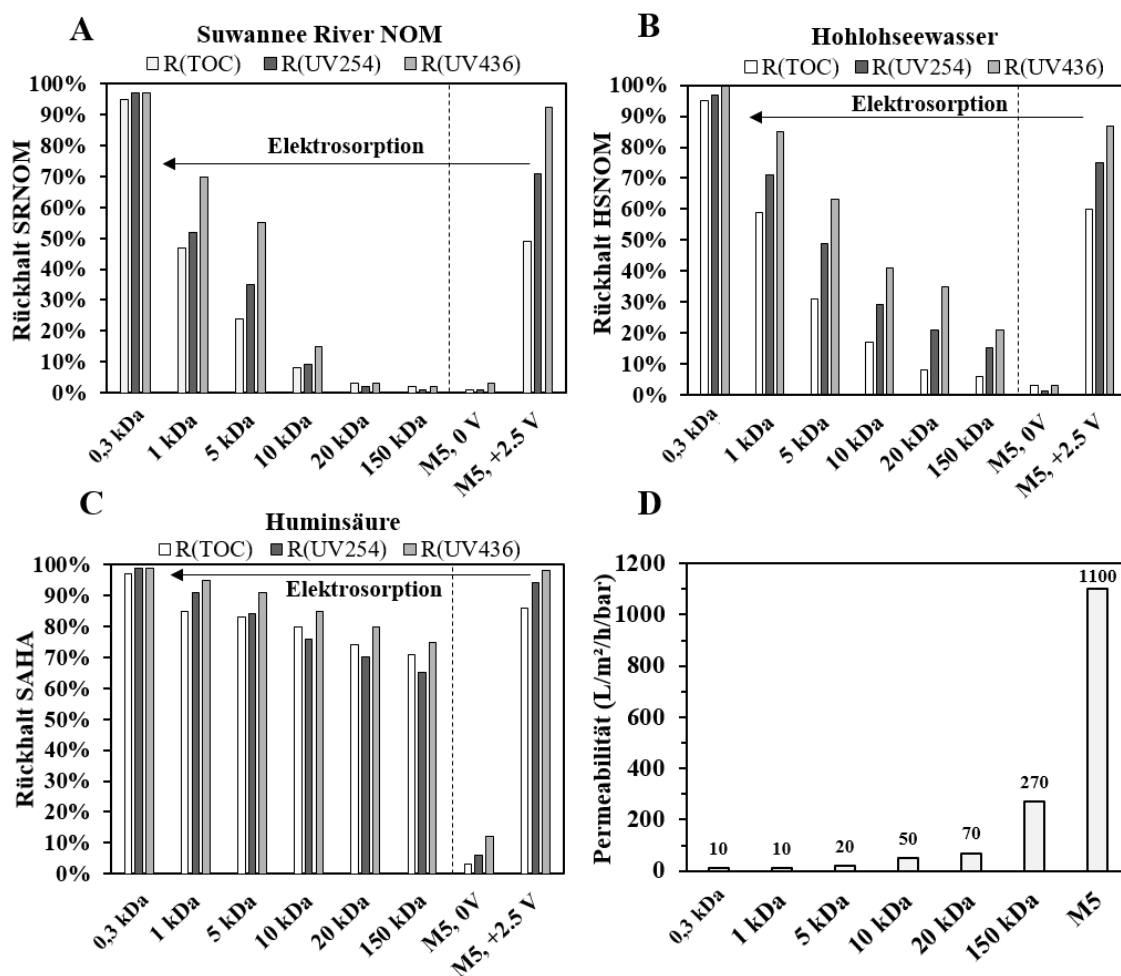 A
Suwannee River NOM
R(TOC) R(UV254) R(UV436)
Rückhalt SRNOM
100%
90%
80%
70%
60%
50%
40%
30%
20%
10%
0%
Elektrosorption
0,3 kDa
1 kDa
5 kDa
10 kDa
20 kDa
150 kDa
M5, 0 V
M5, +2.5 V
B
Hohlohseewasser
R(TOC) R(UV254) R(UV436)
Rückhalt HSNOM
100%
90%
80%
70%
60%
50%
40%
30%
20%
10%
0%
Elektrosorption
0,3 kDa
1 kDa
5 kDa
10 kDa
20 kDa
150 kDa
M5, 0 V
M5, +2.5 V
C
Huminsäure
R(TOC) R(UV254) R(UV436)
Rückhalt SAHA
100%
90%
80%
70%
60%
50%
40%
30%
20%
10%
0%
Elektrosorption
0,3 kDa
1 kDa
5 kDa
10 kDa
20 kDa
150 kDa
M5, 0V
M5, +2.5 V
D
Permeabilität (L/m²/h/bar)
1200
1000
800
600
400
200
0
10
10
20
50
70
270
1100
0,3 kDa
1 kDa
5 kDa
10 kDa
20 kDa
150 kDa
M5